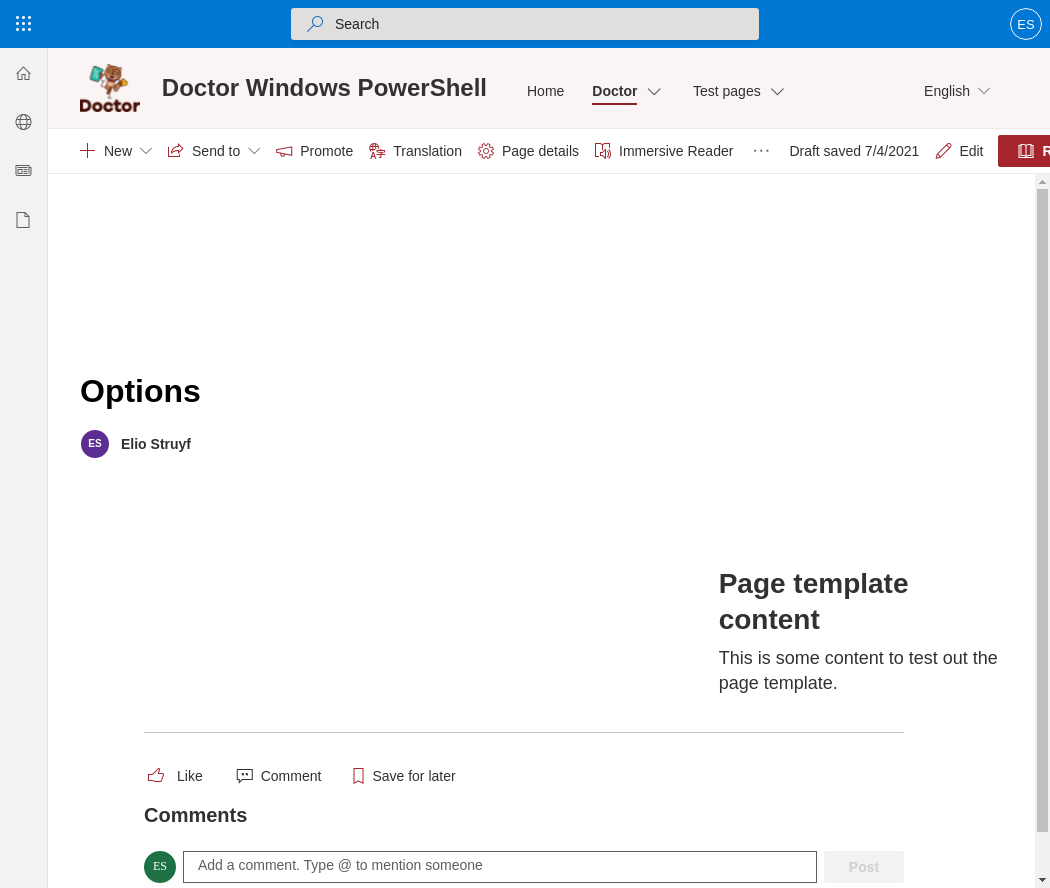 Search
ES
Doctor
Doctor Windows PowerShell
Home
Doctor
Test pages
English
New
Send to
Promote
Translation
Page details
Immersive Reader
Draft saved 7/4/2021
Edit
R
Options
ES
Elio Struyf
Page template
content
This is some content to test out the
page template.
Like
Comment
Save for later
Comments
ES
Add a comment. Type @ to mention someone
Post